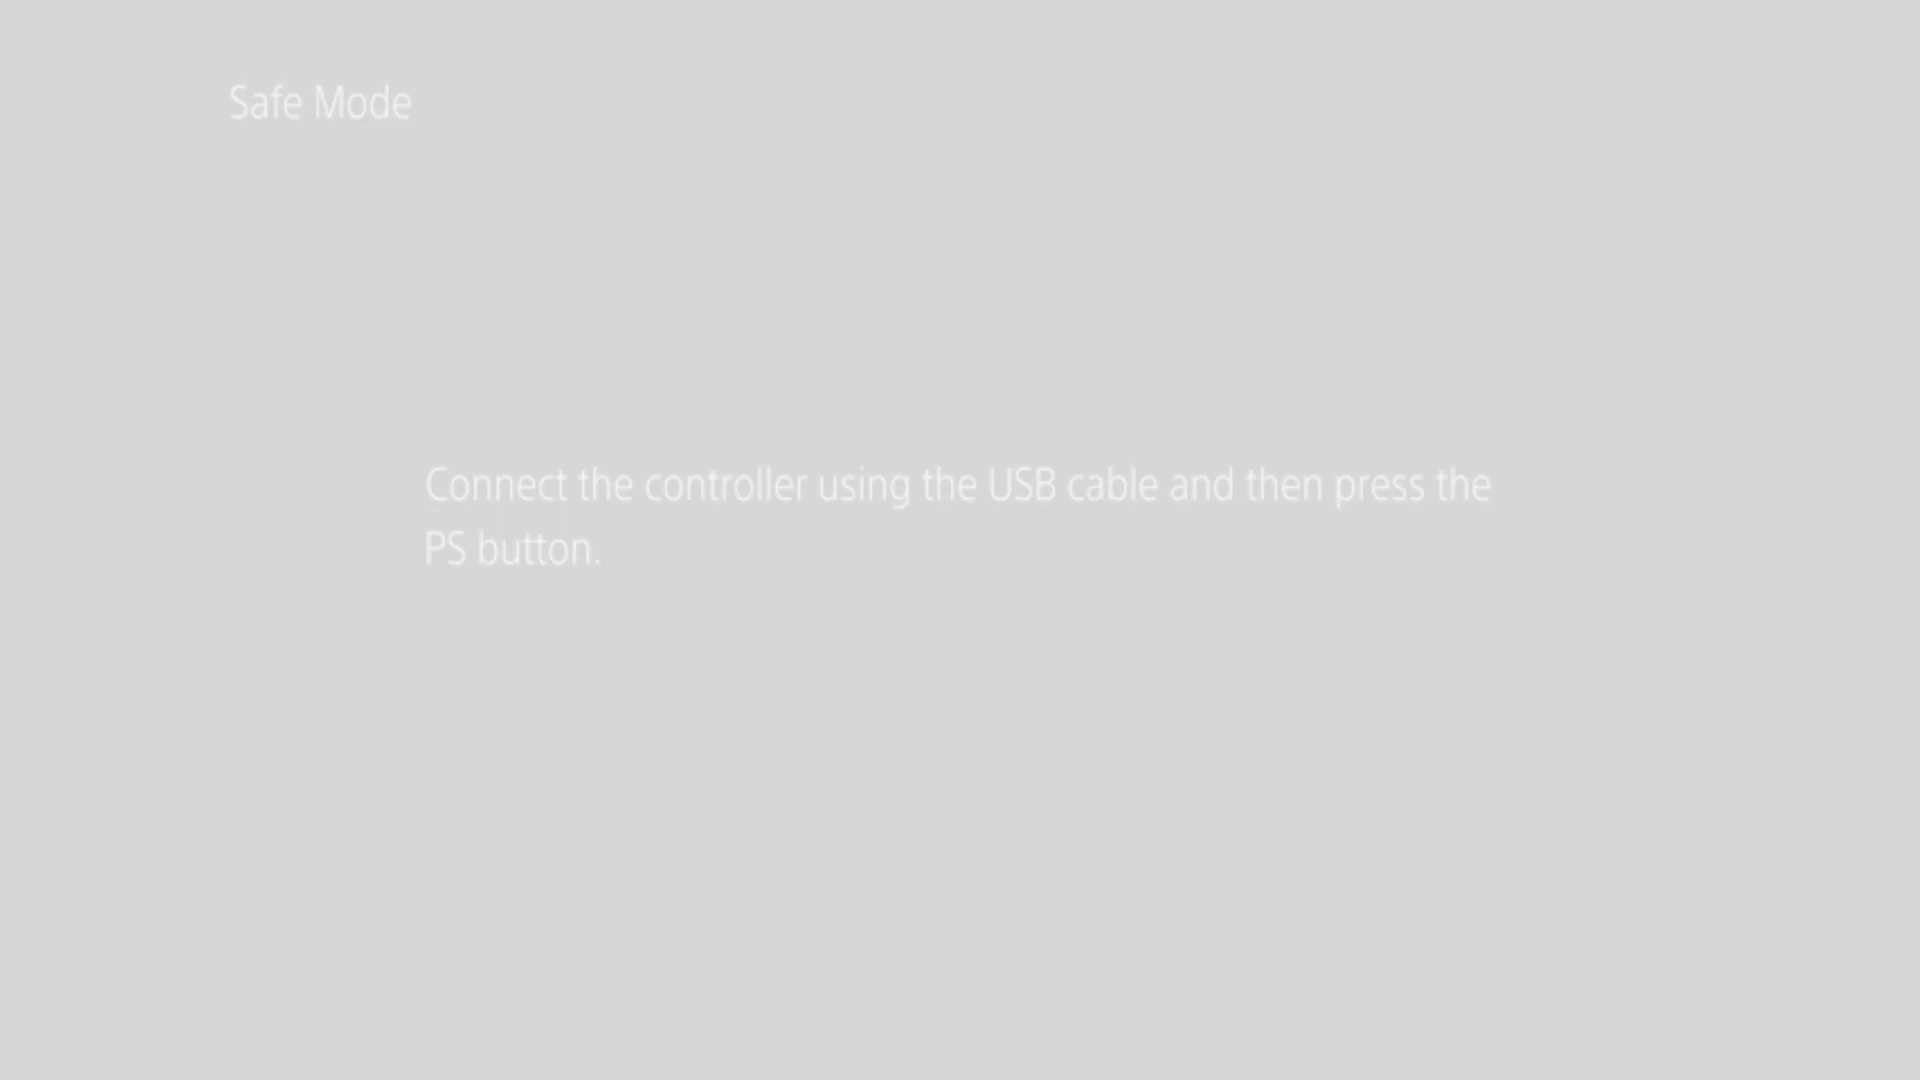 Safe Mode
Connect the controller using the USB cable and then press the
PS button.